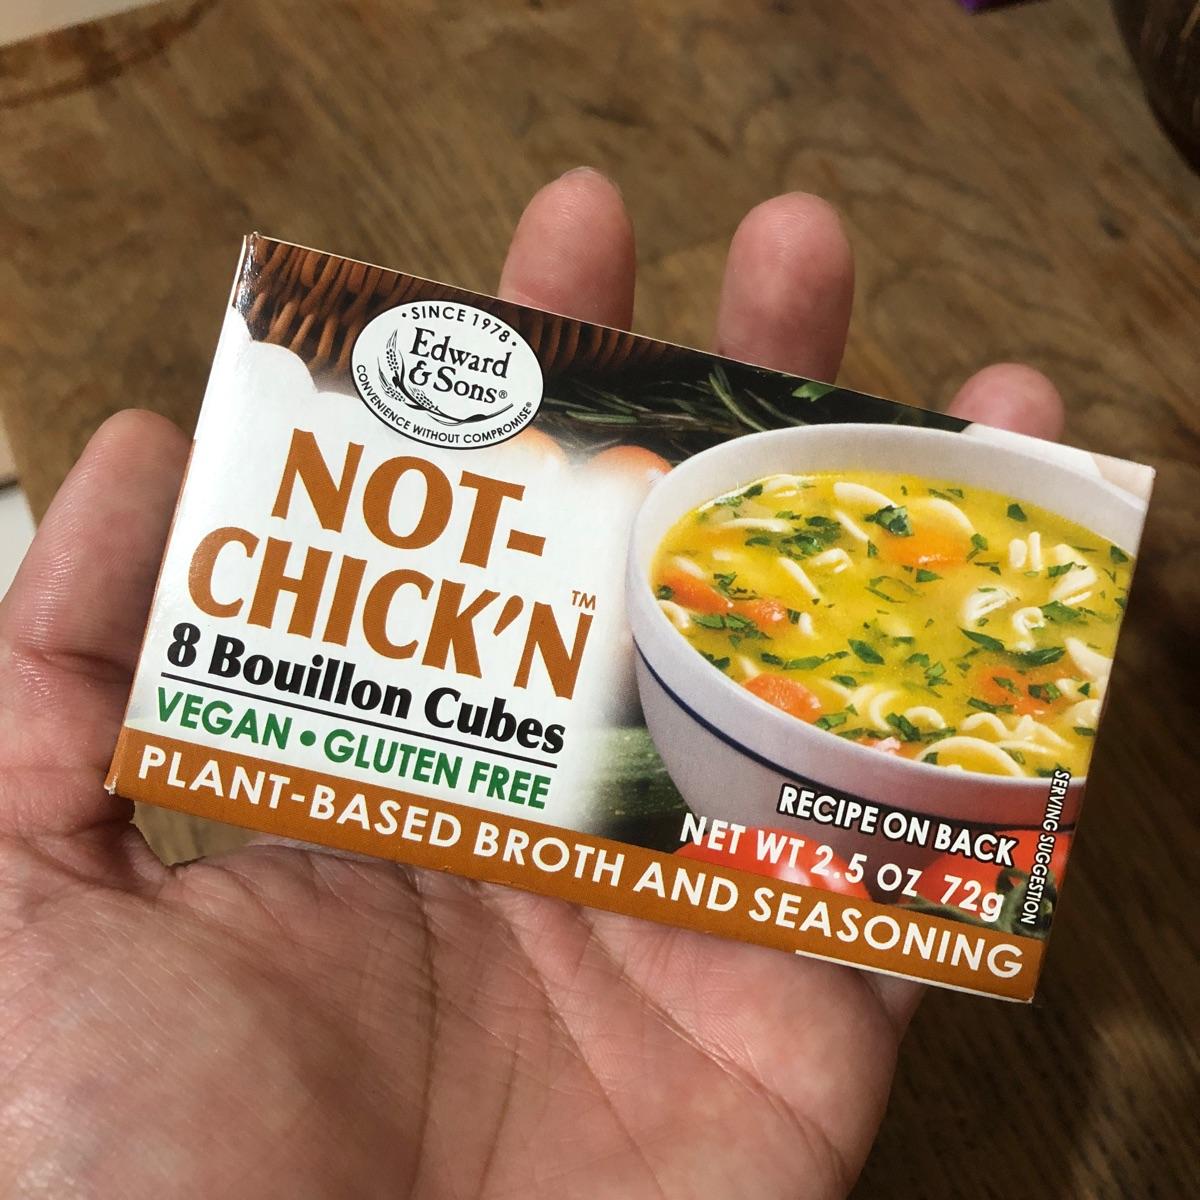 • SINCE 1978 •
Edward
& Sons®
CONVENIENCE WITHOUT COMPROMISE®
NOT-
CHICK'N™
8 Bouillon Cubes
VEGAN • GLUTEN FREE
PLANT-BASED BROTH AND SEASONING
RECIPE ON BACK
NET WT 2.5 OZ 72g
SERVING SUGGESTION